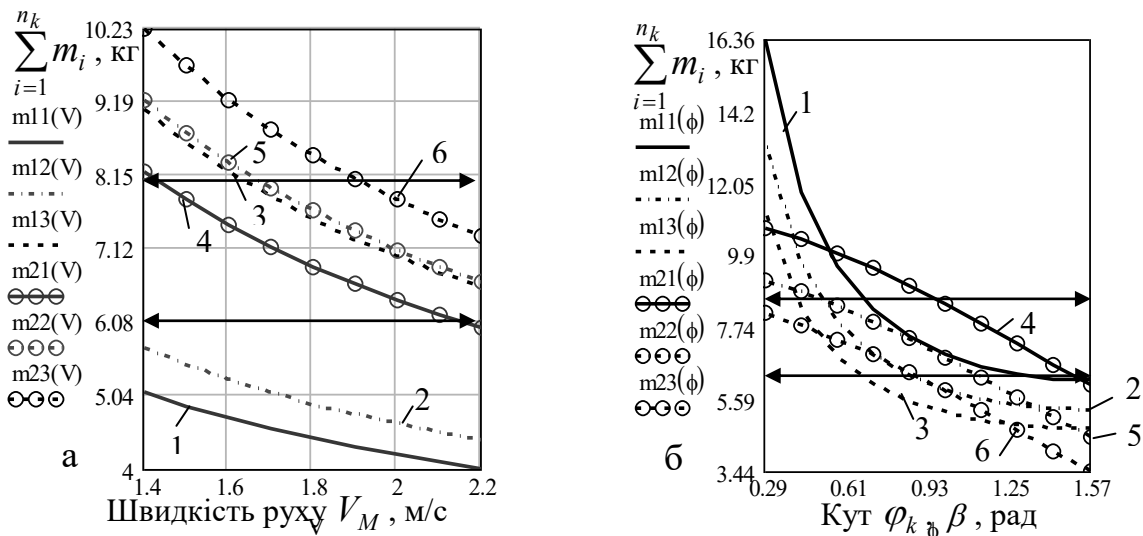 10.23
n_k
∑ m_i , кг
i=1
m11(V)
m12(V)
m13(V)
m21(V)
m22(V)
m23(V)
9.19
8.15
7.12
6.08
5.04
4
1.4 1.6 1.8 2 2.2
5
6
3
4
2
1
а
Швидкість руху V_M , м/с
V
16.36
n_k
∑ m_i , кг
i=1
m11(ϕ)
m12(ϕ)
m13(ϕ)
m21(ϕ)
m22(ϕ)
m23(ϕ)
14.2
12.05
9.9
7.74
5.59
3.44
0.29 0.61 0.93 1.25 1.57
1
4
2
3
6
5
б
Кут φ_k , β , рад
ϕ